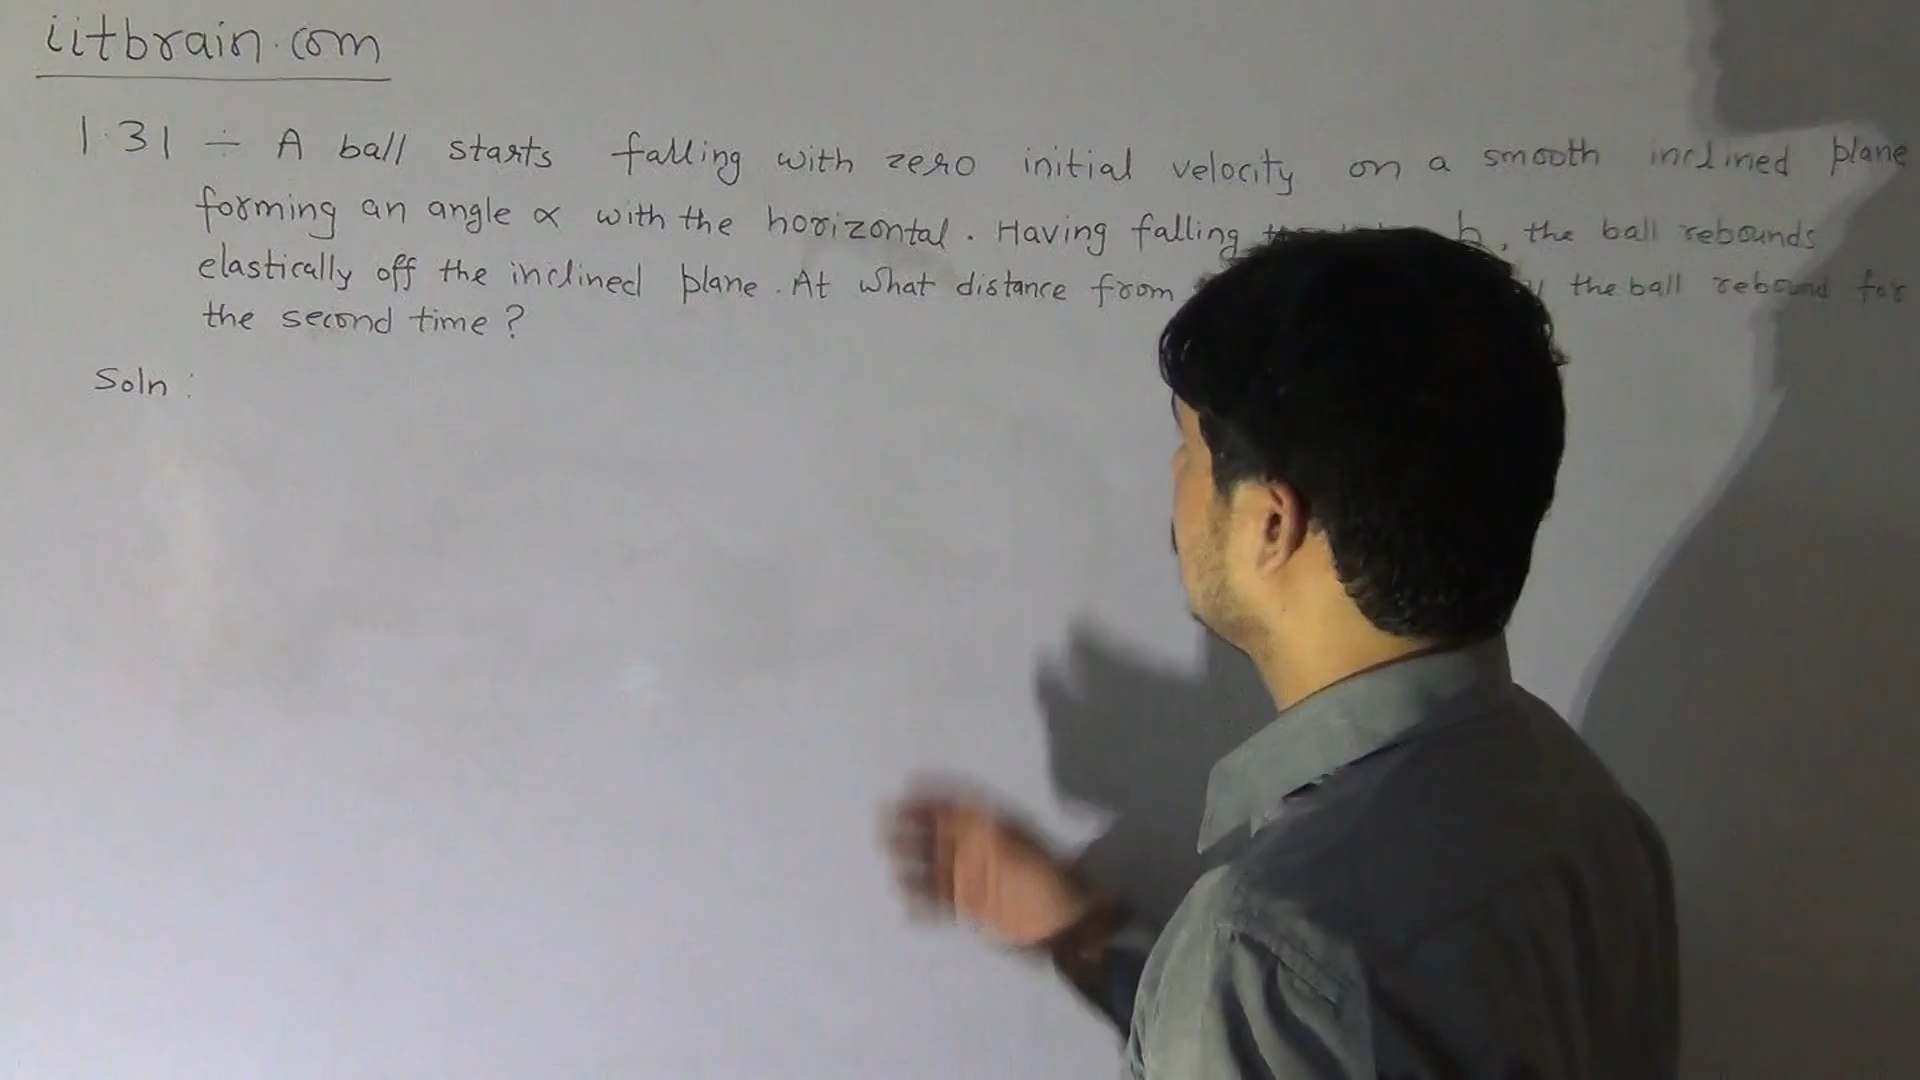 iitbrain.com
1.31 ÷ A ball starts falling with zero initial velocity on a smooth inclined plane
forming an angle α with the horizontal. Having falling h, the ball rebounds
elastically off the inclined plane. At what distance from the ball rebound for
the second time?
Soln :